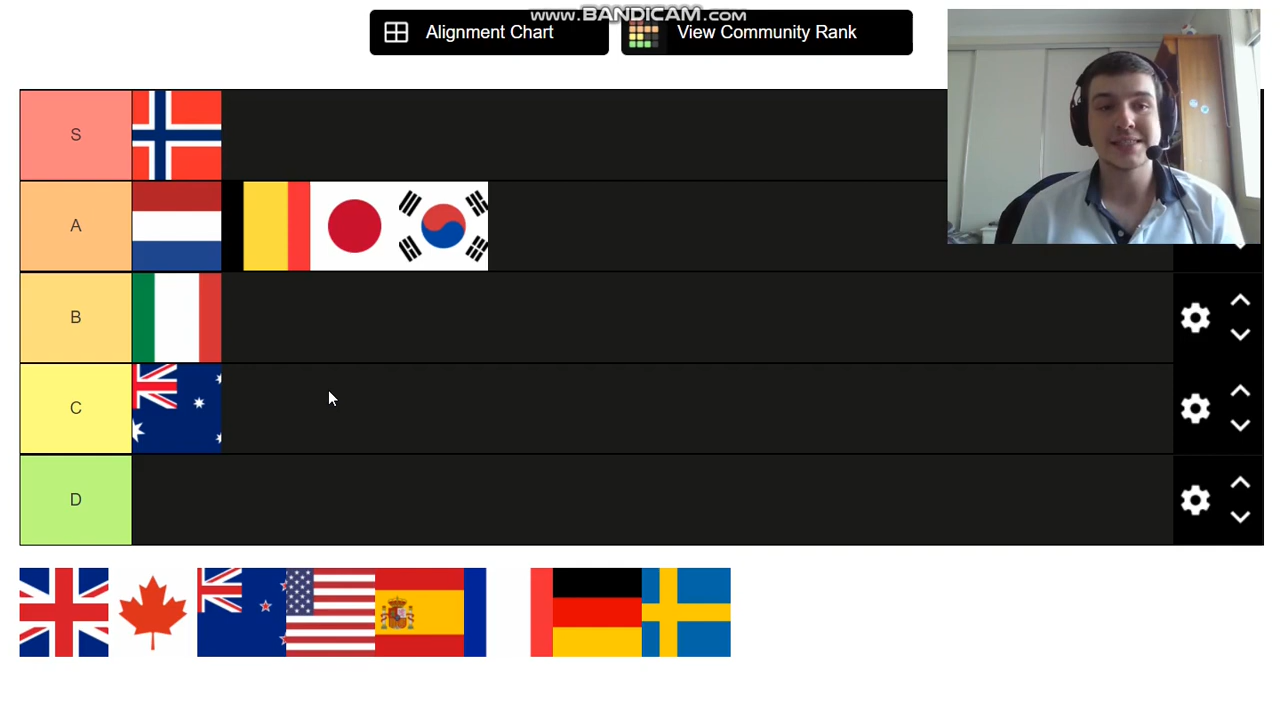 www.BANDICAM.com
Alignment Chart
View Community Rank
S
A
B
C
D